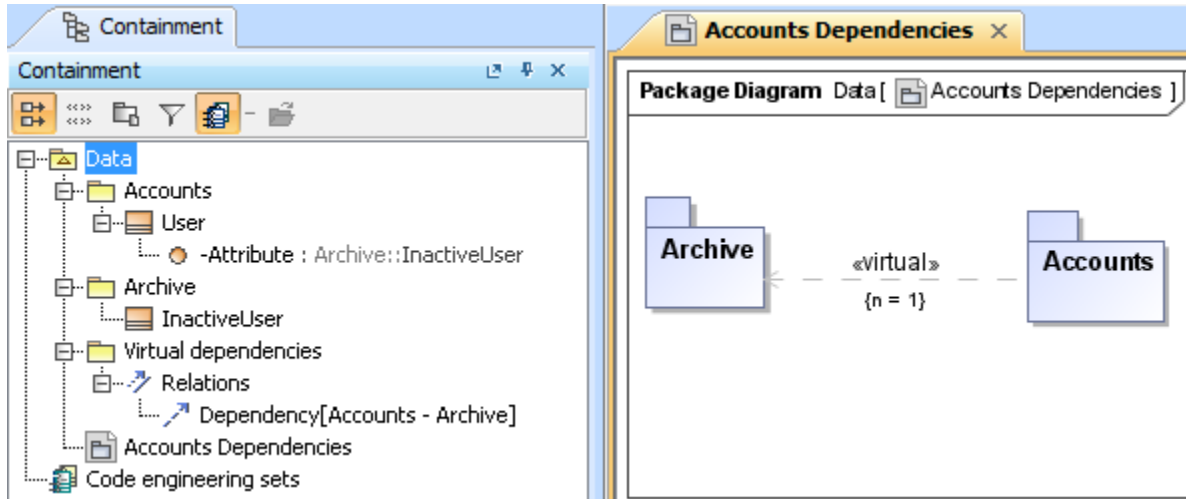 Containment
Containment
Data
Accounts
User
-Attribute : Archive::InactiveUser
Archive
InactiveUser
Virtual dependencies
Relations
Dependency[Accounts - Archive]
Accounts Dependencies
Code engineering sets
Accounts Dependencies
Package Diagram Data[ Accounts Dependencies ]
Archive
«virtual»
{n = 1}
Accounts